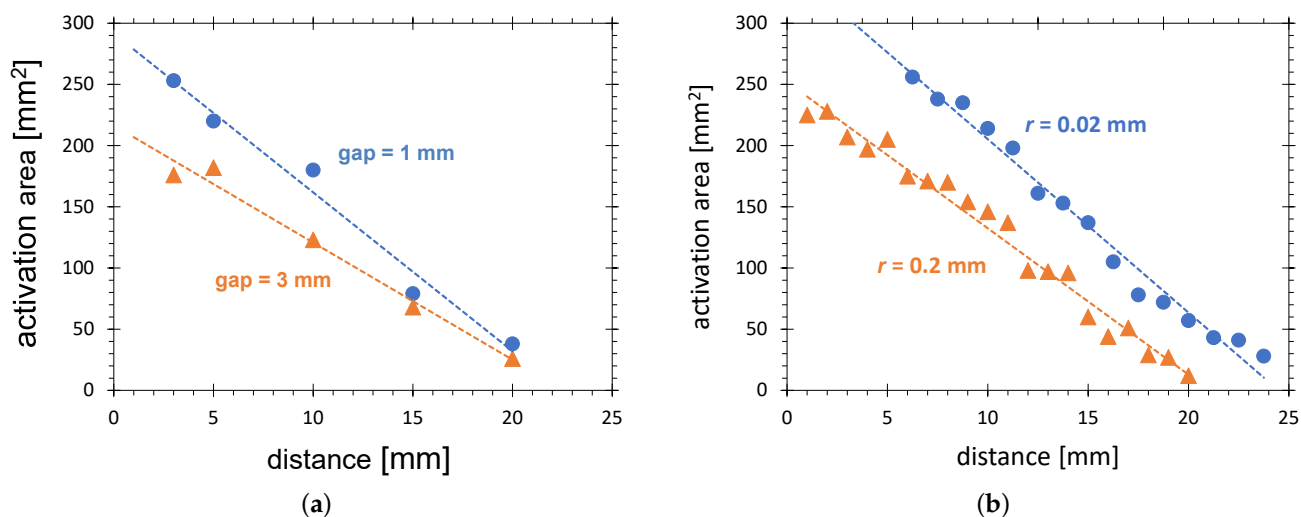 300
250
200
150
100
50
0
activation area [mm²]
gap = 1 mm
gap = 3 mm
0 5 10 15 20 25
distance [mm]
(a)
300
250
200
150
100
50
0
activation area [mm²]
r = 0.02 mm
r = 0.2 mm
0 5 10 15 20 25
distance [mm]
(b)